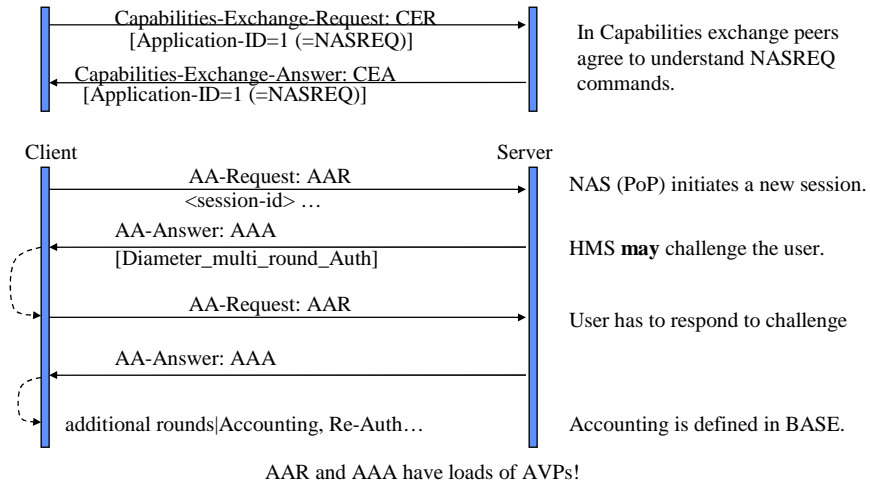 Capabilities-Exchange-Request: CER
[Application-ID=1 (=NASREQ)]
Capabilities-Exchange-Answer: CEA
[Application-ID=1 (=NASREQ)]
In Capabilities exchange peers
agree to understand NASREQ
commands.
Client
Server
AA-Request: AAR
<session-id> …
NAS (PoP) initiates a new session.
AA-Answer: AAA
[Diameter_multi_round_Auth]
HMS may challenge the user.
AA-Request: AAR
User has to respond to challenge
AA-Answer: AAA
additional rounds|Accounting, Re-Auth…
Accounting is defined in BASE.
AAR and AAA have loads of AVPs!